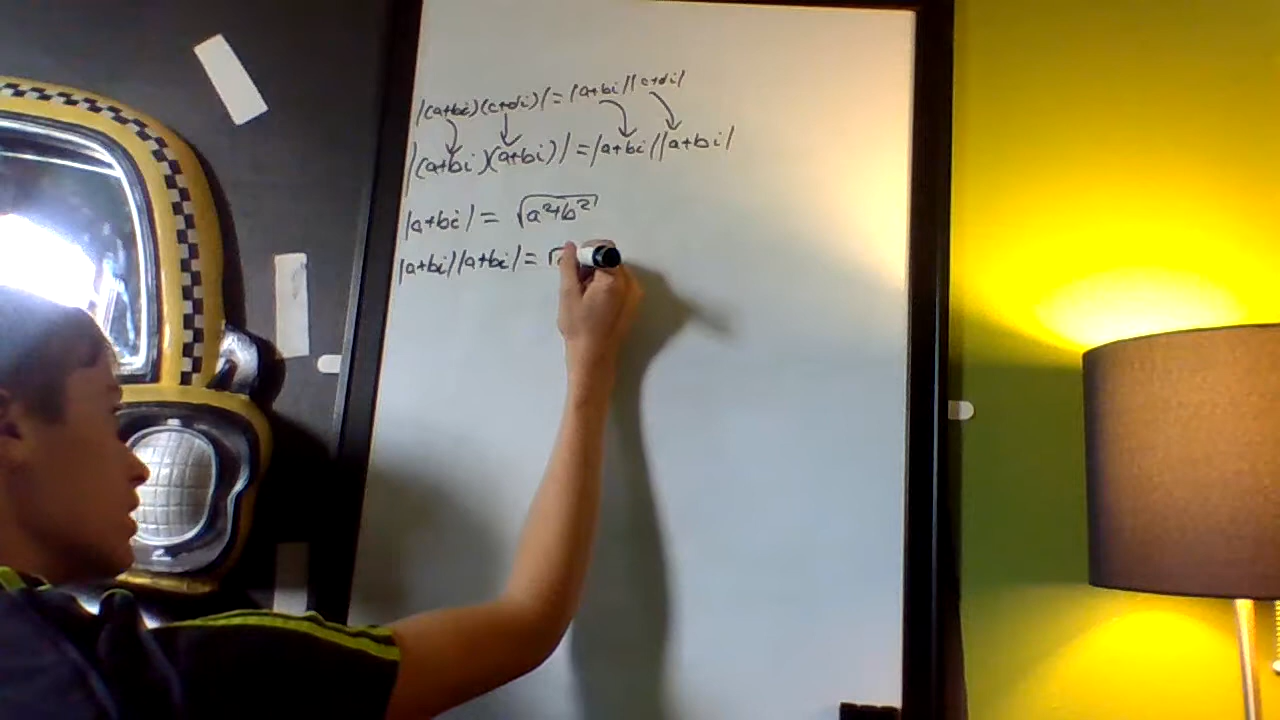 |(a+bi)(c+di)|=|a+bi||c+di|
|(a+bi)(a+bi)|=|a+bi||a+bi|
|a+bi|= √a²+b²
|a+bi||a+bi|= √